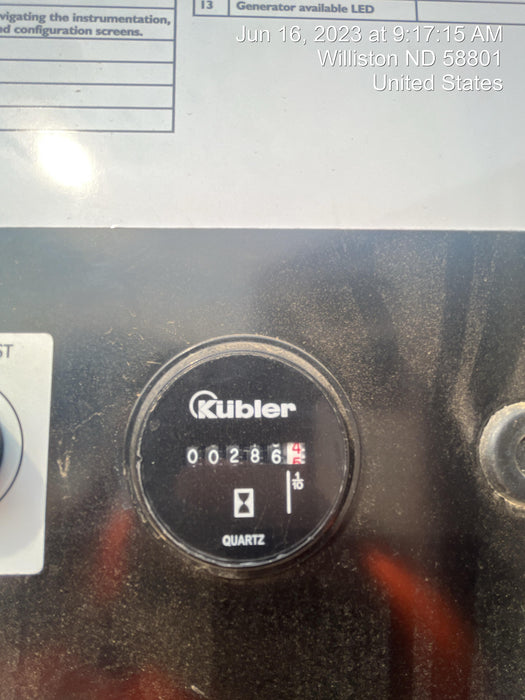 vigating the instrumentation,
d configuration screens.
13 Generator available LED
Jun 16, 2023 at 9:17:15 AM
Williston ND 58801
United States
ST
Kübler
0 0 2 8 6
1/10
QUARTZ